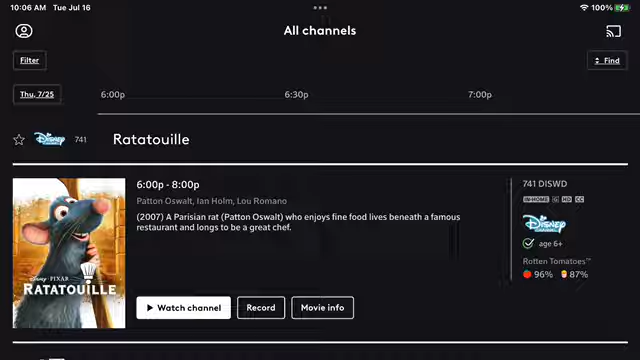 10:06 AM Tue Jul 16
100%
All channels
Filter
Find
Thu, 7/25
6:00p 6:30p 7:00p
Disney CHANNEL 741 Ratatouille
6:00p - 8:00p
Patton Oswalt, Ian Holm, Lou Romano
(2007) A Parisian rat (Patton Oswalt) who enjoys fine food lives beneath a famous
restaurant and longs to be a great chef.
Watch channel Record Movie info
741 DISWD
IN-HOME G HD CC
Disney CHANNEL
age 6+
Rotten Tomatoes™
96% 87%
Disney • PIXAR
RATATOUILLE